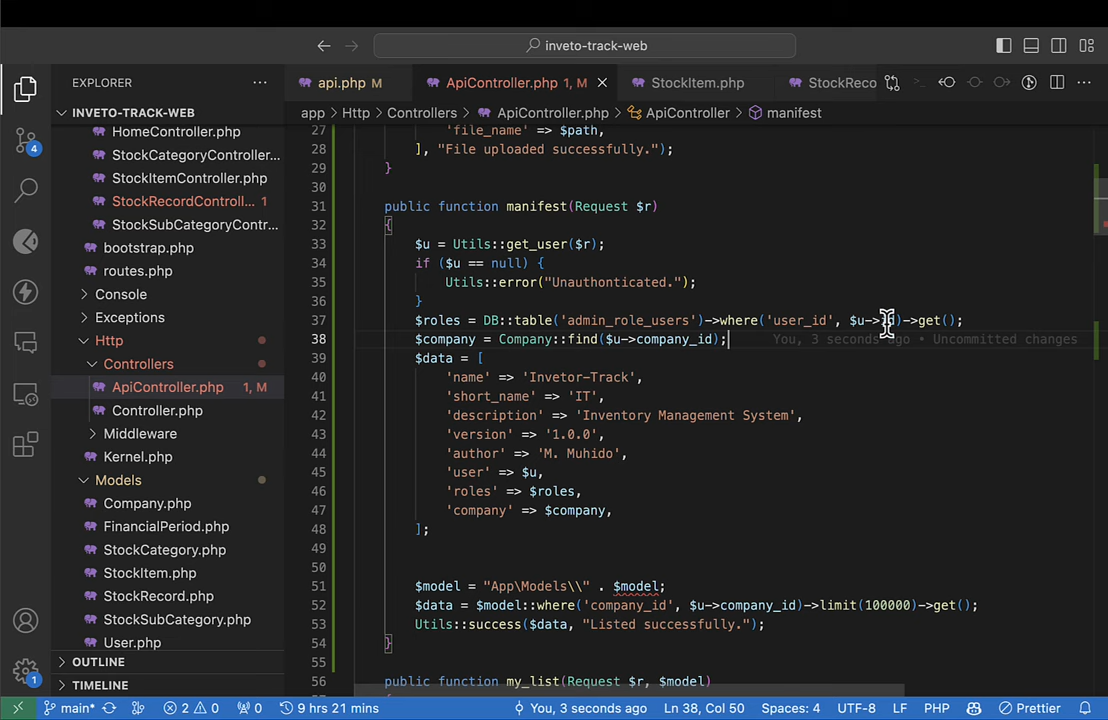 inveto-track-web
EXPLORER
api.php M
ApiController.php 1, M
StockItem.php
StockReco
INVETO-TRACK-WEB
app > Http > Controllers > ApiController.php > ApiController > manifest
HomeController.php
StockCategoryController...
StockItemController.php
StockRecordControll... 1
StockSubCategoryContr...
bootstrap.php
routes.php
Console
Exceptions
Http
Controllers
ApiController.php 1, M
Controller.php
Middleware
Kernel.php
Models
Company.php
FinancialPeriod.php
StockCategory.php
StockItem.php
StockRecord.php
StockSubCategory.php
User.php
OUTLINE
TIMELINE
4
1
27 'file_name' => $path,
28 ], "File uploaded successfully.");
29 }
30
31 public function manifest(Request $r)
32 {
33 $u = Utils::get_user($r);
34 if ($u == null) {
35 Utils::error("Unauthonticated.");
36 }
37 $roles = DB::table('admin_role_users')->where('user_id', $u->id)->get();
38 $company = Company::find($u->company_id); You, 3 seconds ago • Uncommitted changes
39 $data = [
40 'name' => 'Invetor-Track',
41 'short_name' => 'IT',
42 'description' => 'Inventory Management System',
43 'version' => '1.0.0',
44 'author' => 'M. Muhido',
45 'user' => $u,
46 'roles' => $roles,
47 'company' => $company,
48 ];
49
50
51 $model = "App\Models\\" . $model;
52 $data = $model::where('company_id', $u->company_id)->limit(100000)->get();
53 Utils::success($data, "Listed successfully.");
54 }
55
56 public function my_list(Request $r, $model)
main* 2 0 0 9 hrs 21 mins You, 3 seconds ago Ln 38, Col 50 Spaces: 4 UTF-8 LF PHP Prettier